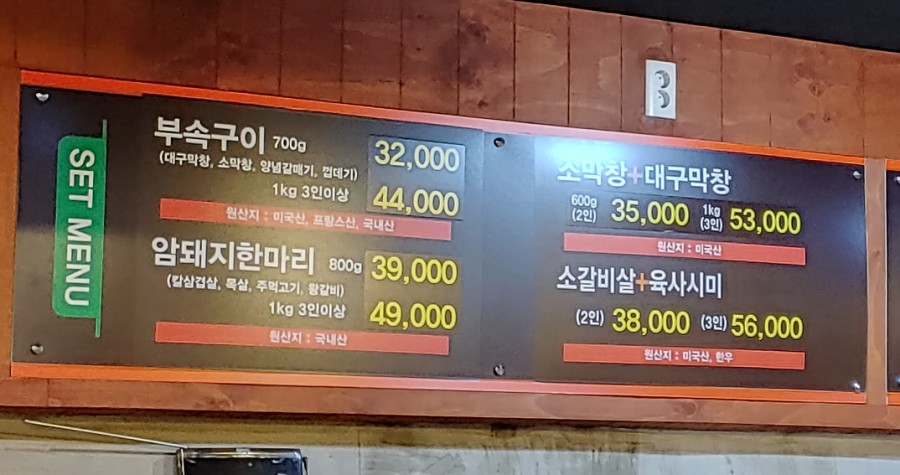 SET MENU
부속구이 700g 32,000
(대구막창, 소막창, 양념갈매기, 껍데기)
1kg 3인이상 44,000
원산지 : 미국산, 프랑스산, 국내산
암돼지한마리 800g 39,000
(칼삼겹살, 목살, 주먹고기, 왕갈비)
1kg 3인이상 49,000
원산지 : 국내산
소막창+대구막창
600g (2인) 35,000 1kg (3인) 53,000
원산지 : 미국산
소갈비살+육사시미
(2인) 38,000 (3인) 56,000
원산지 : 미국산, 한우